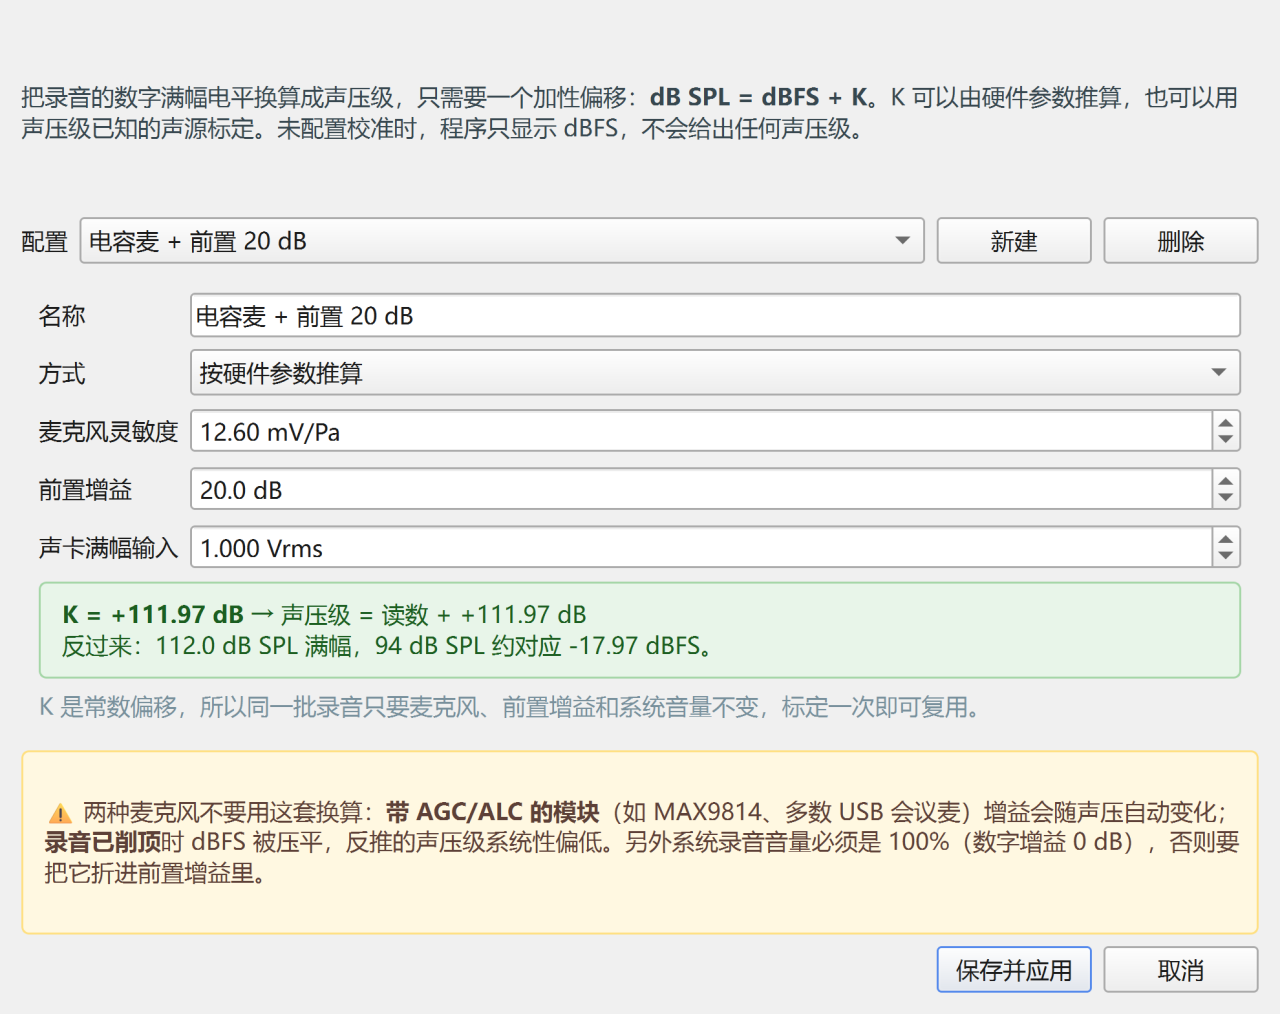 把录音的数字满幅电平换算成声压级，只需要一个加性偏移：dB SPL = dBFS + K。K 可以由硬件参数推算，也可以用
声压级已知的声源标定。未配置校准时，程序只显示 dBFS，不会给出任何声压级。
配置 电容麦 + 前置 20 dB 新建 删除
名称 电容麦 + 前置 20 dB
方式 按硬件参数推算
麦克风灵敏度 12.60 mV/Pa
前置增益 20.0 dB
声卡满幅输入 1.000 Vrms
K = +111.97 dB → 声压级 = 读数 + +111.97 dB
反过来：112.0 dB SPL 满幅，94 dB SPL 约对应 -17.97 dBFS。
K 是常数偏移，所以同一批录音只要麦克风、前置增益和系统音量不变，标定一次即可复用。
⚠ 两种麦克风不要用这套换算：带 AGC/ALC 的模块（如 MAX9814、多数 USB 会议麦）增益会随声压自动变化；
录音已削顶时 dBFS 被压平，反推的声压级系统性偏低。另外系统录音音量必须是 100%（数字增益 0 dB），否则要
把它折进前置增益里。
保存并应用 取消